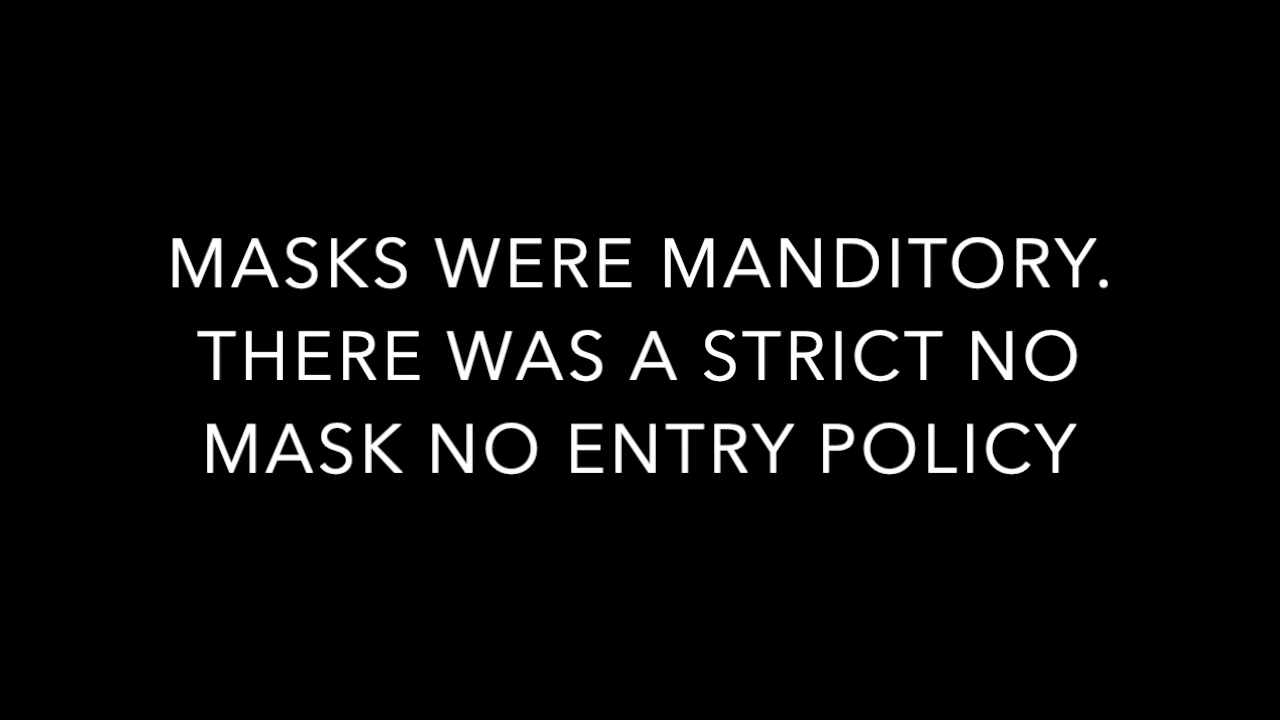 MASKS WERE MANDITORY.
THERE WAS A STRICT NO
MASK NO ENTRY POLICY